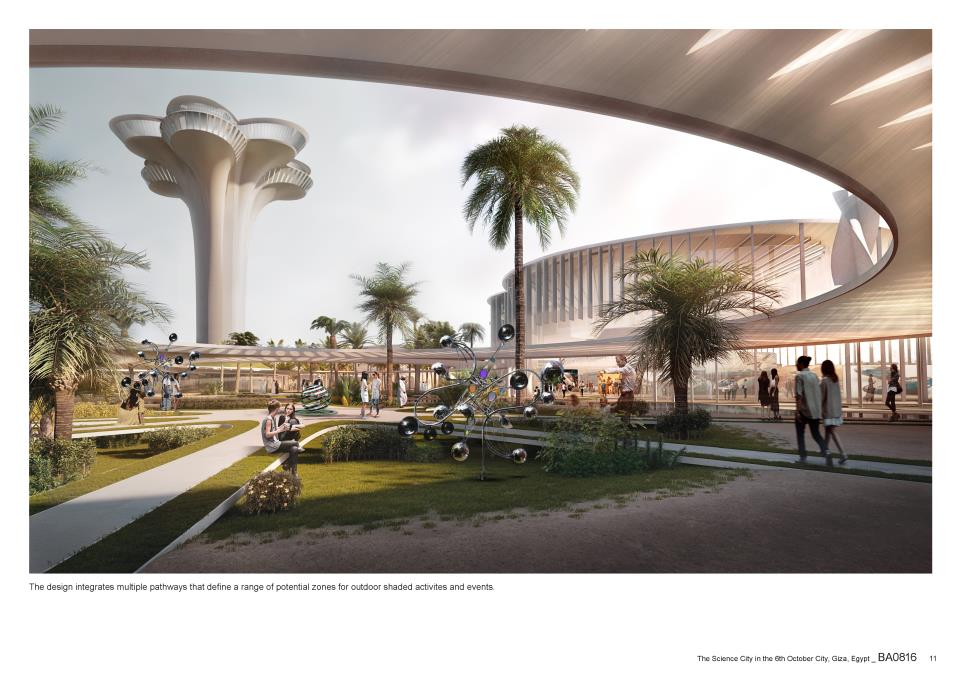 The design integrates multiple pathways that define a range of potential zones for outdoor shaded activites and events.
The Science City in the 6th October City, Giza, Egypt _ BA0816 11